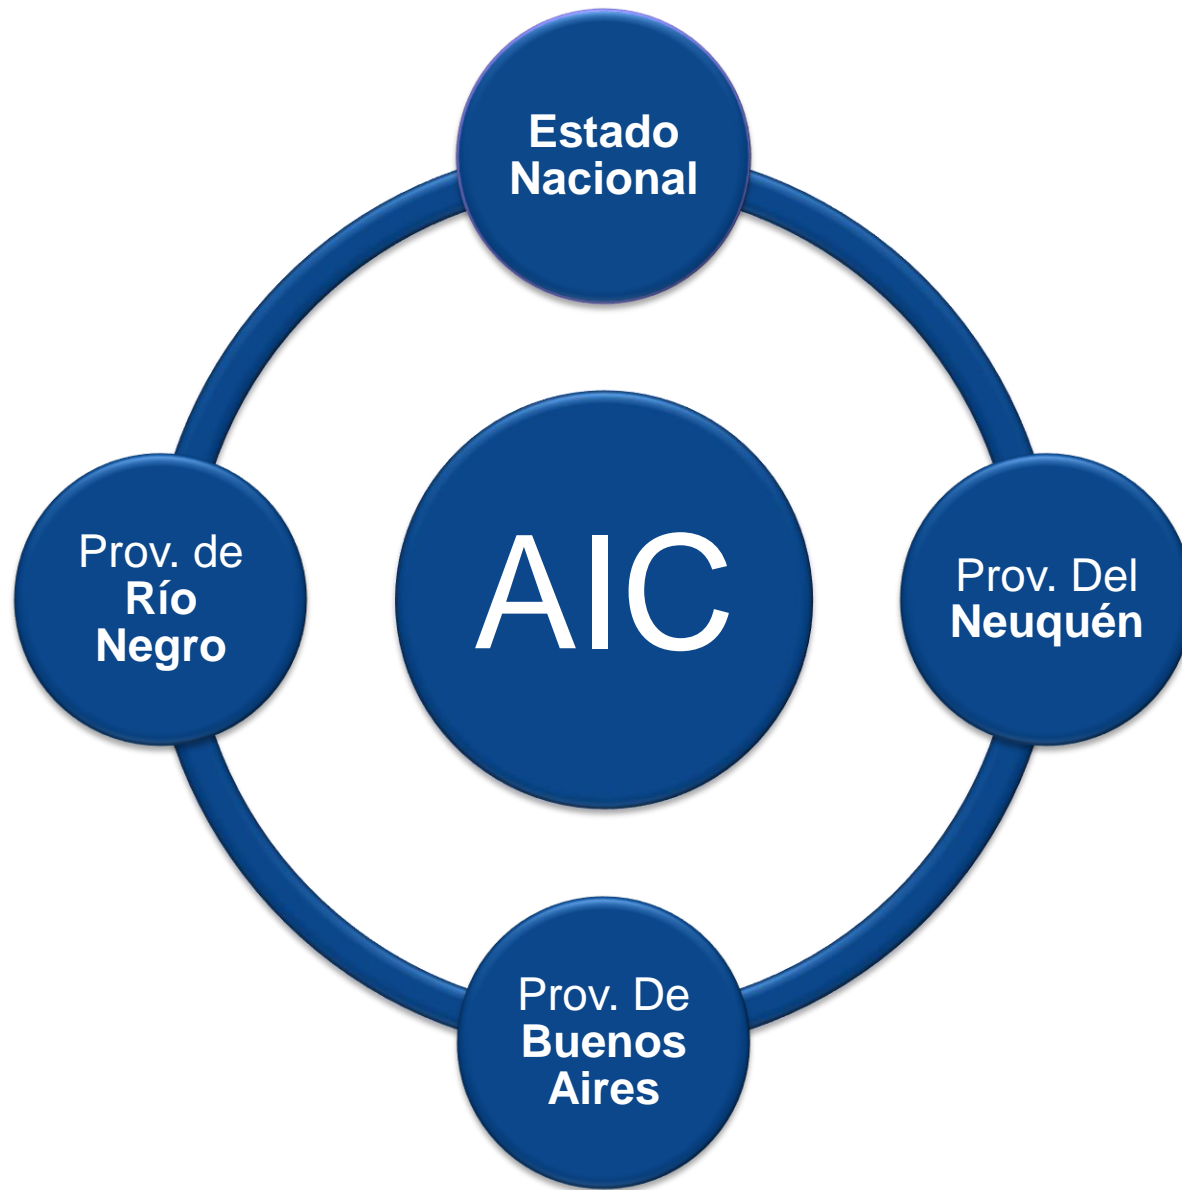 Estado
Nacional
Prov. de
Río
Negro
AIC
Prov. Del
Neuquén
Prov. De
Buenos
Aires